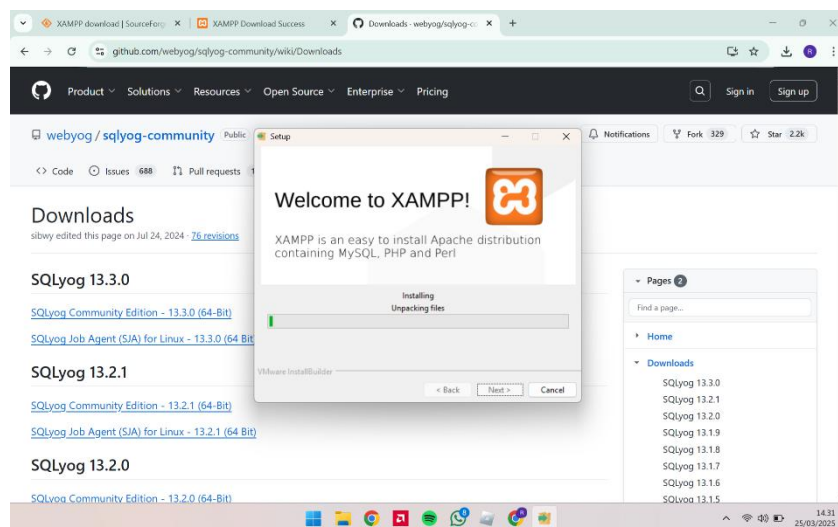 XAMPP download | SourceForg
XAMPP Download Success
Downloads · webyog/sqlyog-co
github.com/webyog/sqlyog-community/wiki/Downloads
Product Solutions Resources Open Source Enterprise Pricing
Sign in Sign up
webyog / sqlyog-community Public
Notifications Fork 329 Star 2.2k
Code Issues 688 Pull requests
Downloads
sibwy edited this page on Jul 24, 2024 · 76 revisions
SQLyog 13.3.0
SQLyog Community Edition - 13.3.0 (64-Bit)
SQLyog Job Agent (SJA) for Linux - 13.3.0 (64 Bit
SQLyog 13.2.1
SQLyog Community Edition - 13.2.1 (64-Bit)
SQLyog Job Agent (SJA) for Linux - 13.2.1 (64 Bit)
SQLyog 13.2.0
SQLyog Community Edition - 13.2.0 (64-Bit)
Setup
Welcome to XAMPP!
XAMPP is an easy to install Apache distribution
containing MySQL, PHP and Perl
Installing
Unpacking files
VMware InstallBuilder
< Back Next > Cancel
Pages 2
Find a page...
Home
Downloads
SQLyog 13.3.0
SQLyog 13.2.1
SQLyog 13.2.0
SQLyog 13.1.9
SQLyog 13.1.8
SQLyog 13.1.7
SQLyog 13.1.6
SQLyog 13.1.5
14.31
25/03/2025